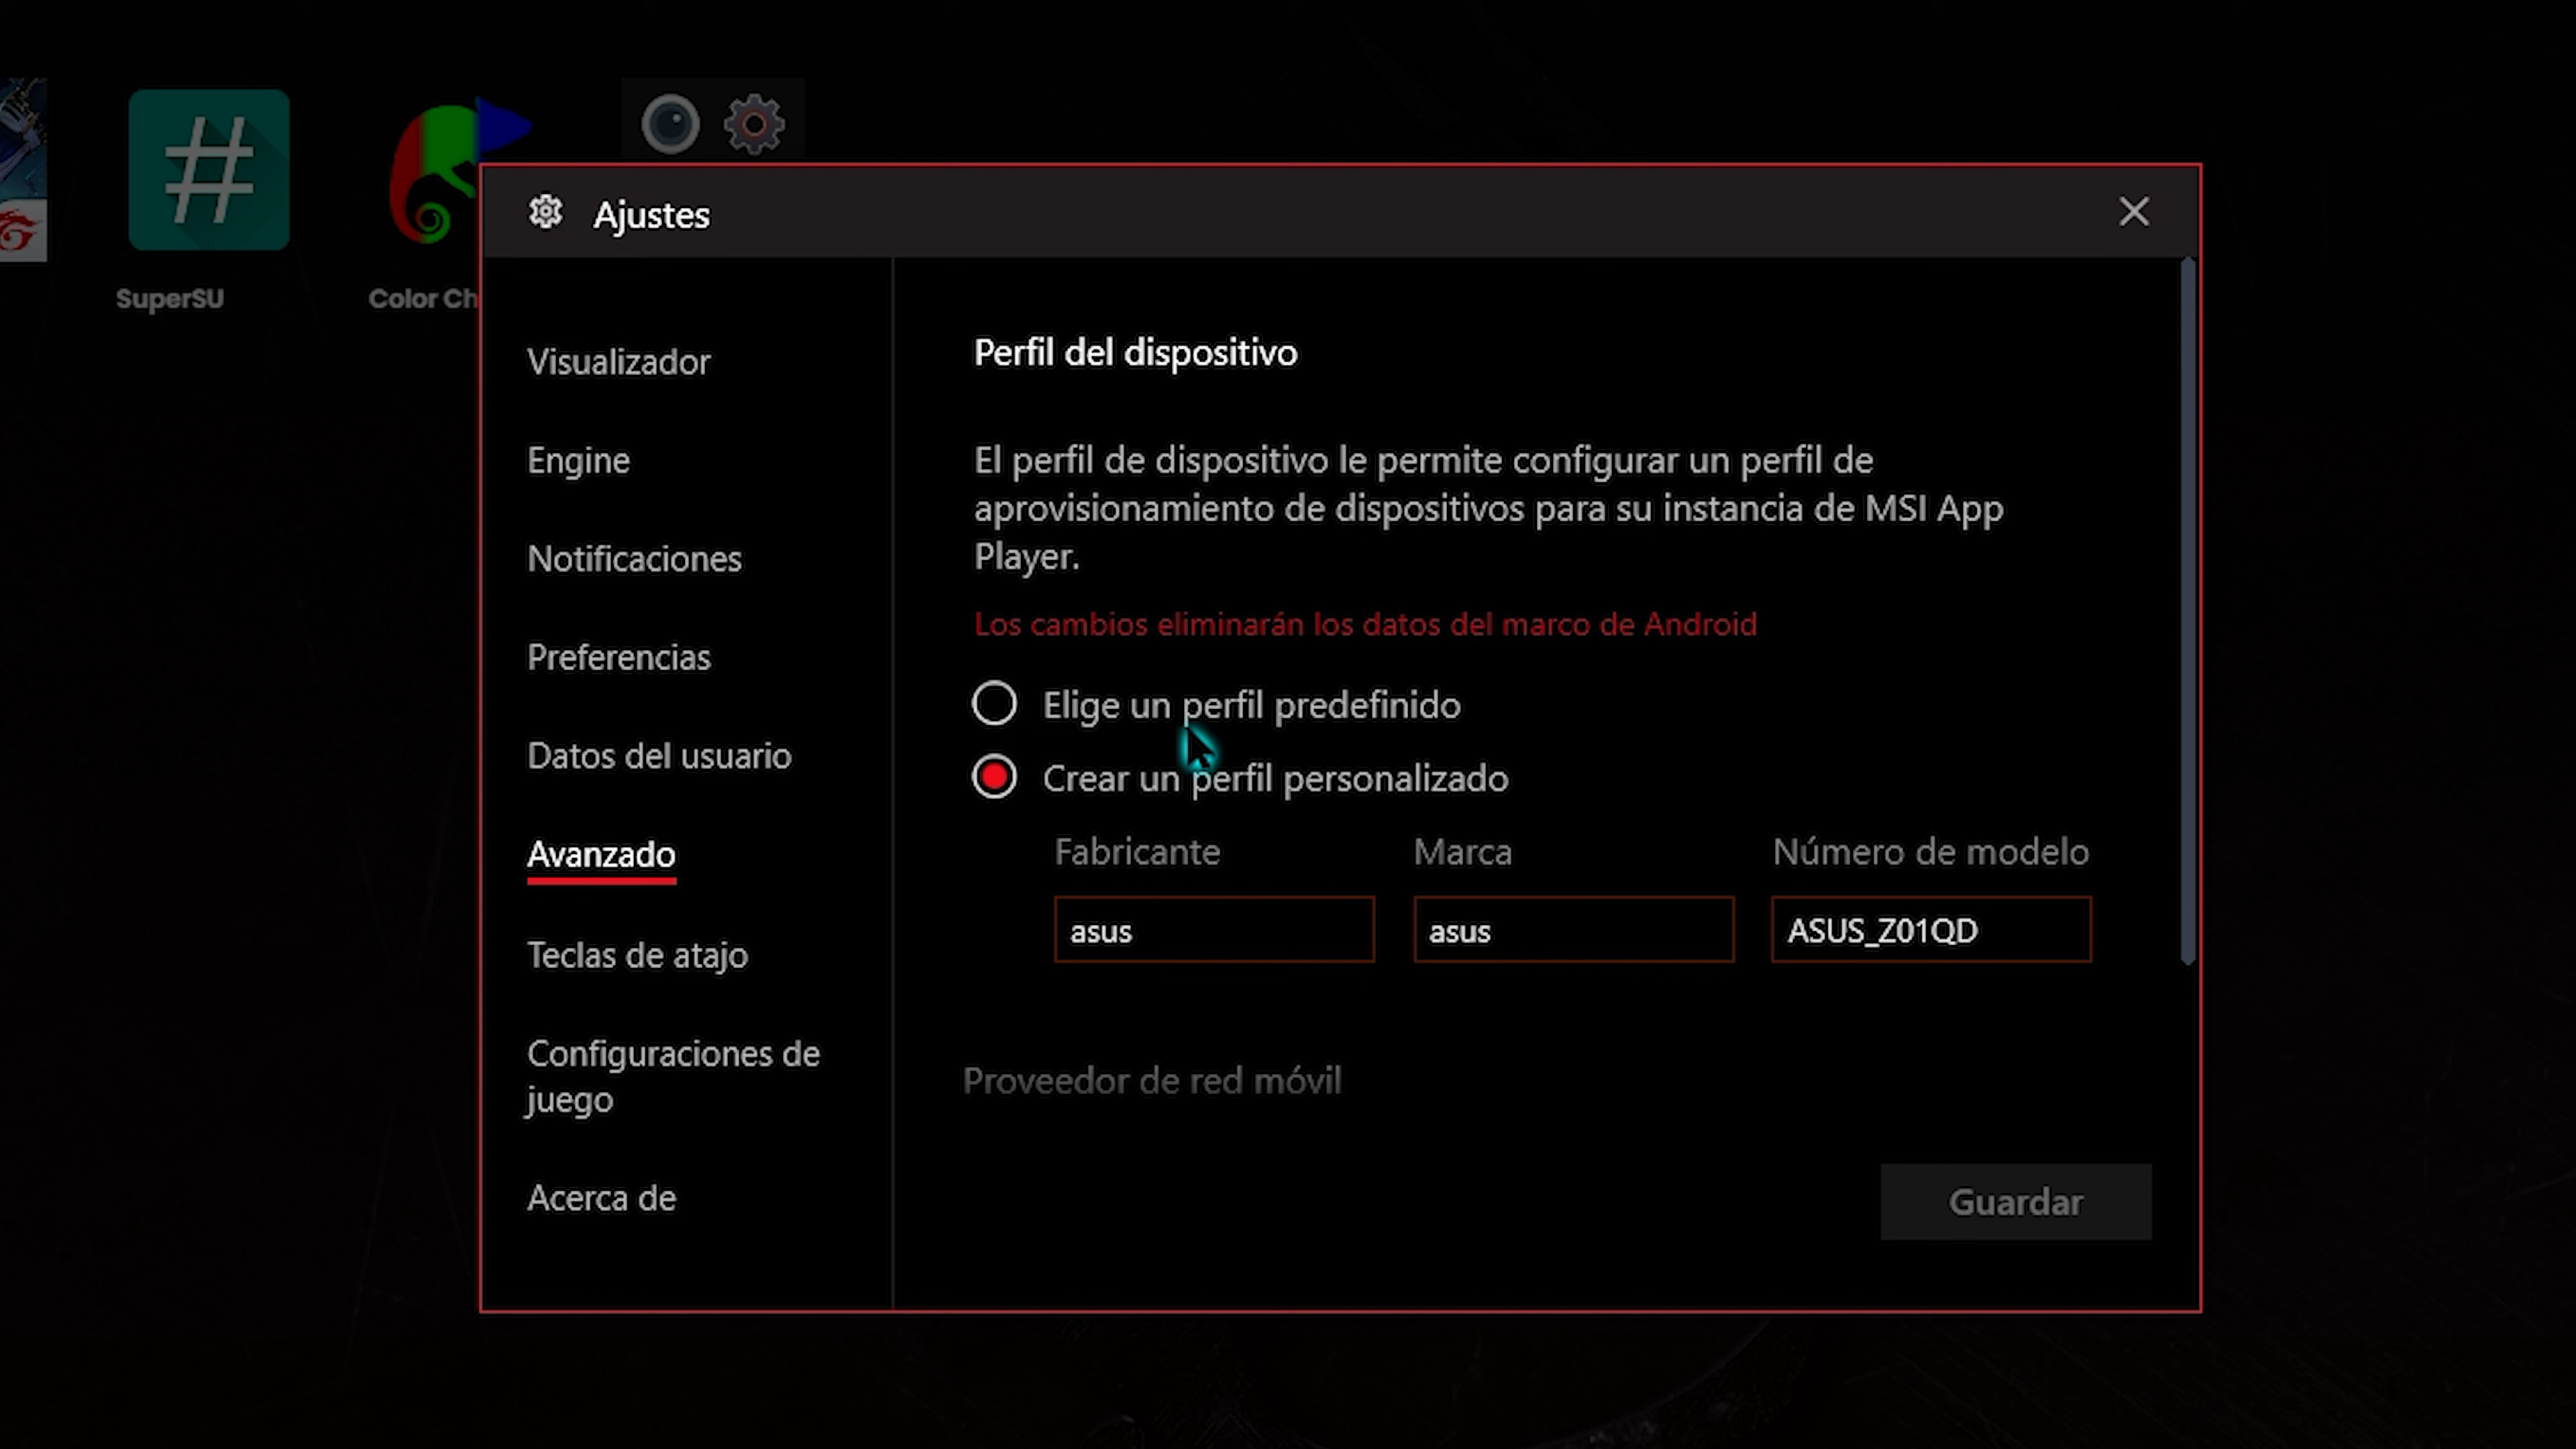 SuperSU
Color Ch
Ajustes
Visualizador
Engine
Notificaciones
Preferencias
Datos del usuario
Avanzado
Teclas de atajo
Configuraciones de
juego
Acerca de
Perfil del dispositivo
El perfil de dispositivo le permite configurar un perfil de
aprovisionamiento de dispositivos para su instancia de MSI App
Player.
Los cambios eliminarán los datos del marco de Android
Elige un perfil predefinido
Crear un perfil personalizado
Fabricante Marca Número de modelo
asus asus ASUS_Z01QD
Proveedor de red móvil
Guardar